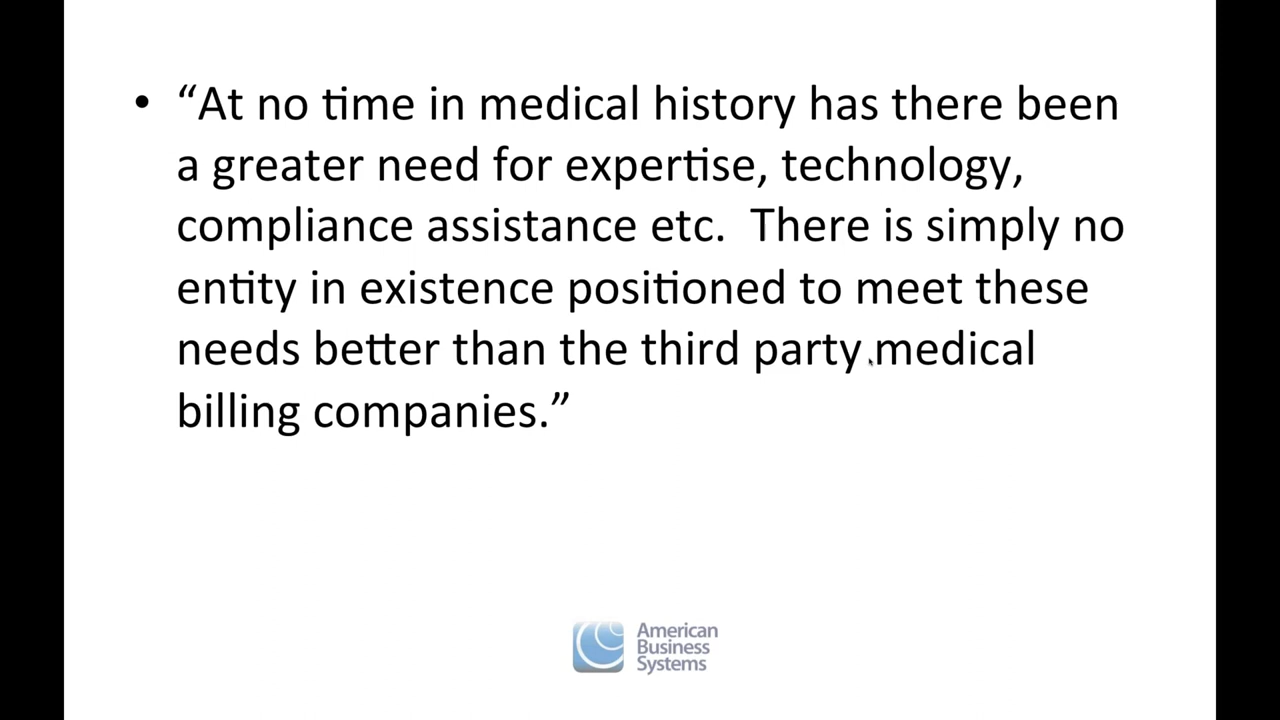 • “At no time in medical history has there been
a greater need for expertise, technology,
compliance assistance etc.  There is simply no
entity in existence positioned to meet these
needs better than the third party medical
billing companies.”
American
Business
Systems